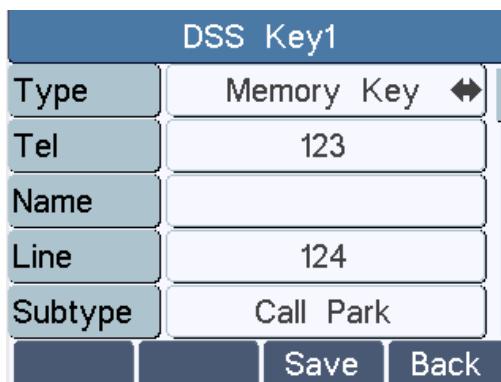 DSS Key1
Type Memory Key
Tel 123
Name
Line 124
Subtype Call Park
Save Back